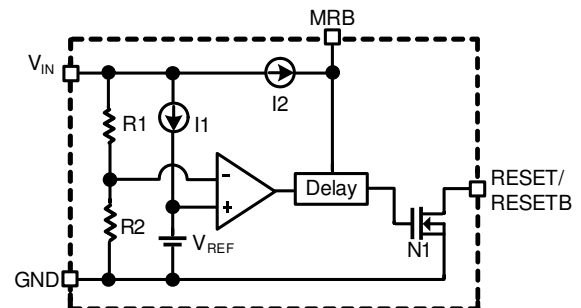 MRB
VIN
I2
R1
I1
-
+
Delay
RESET/
RESETB
R2
VREF
N1
GND